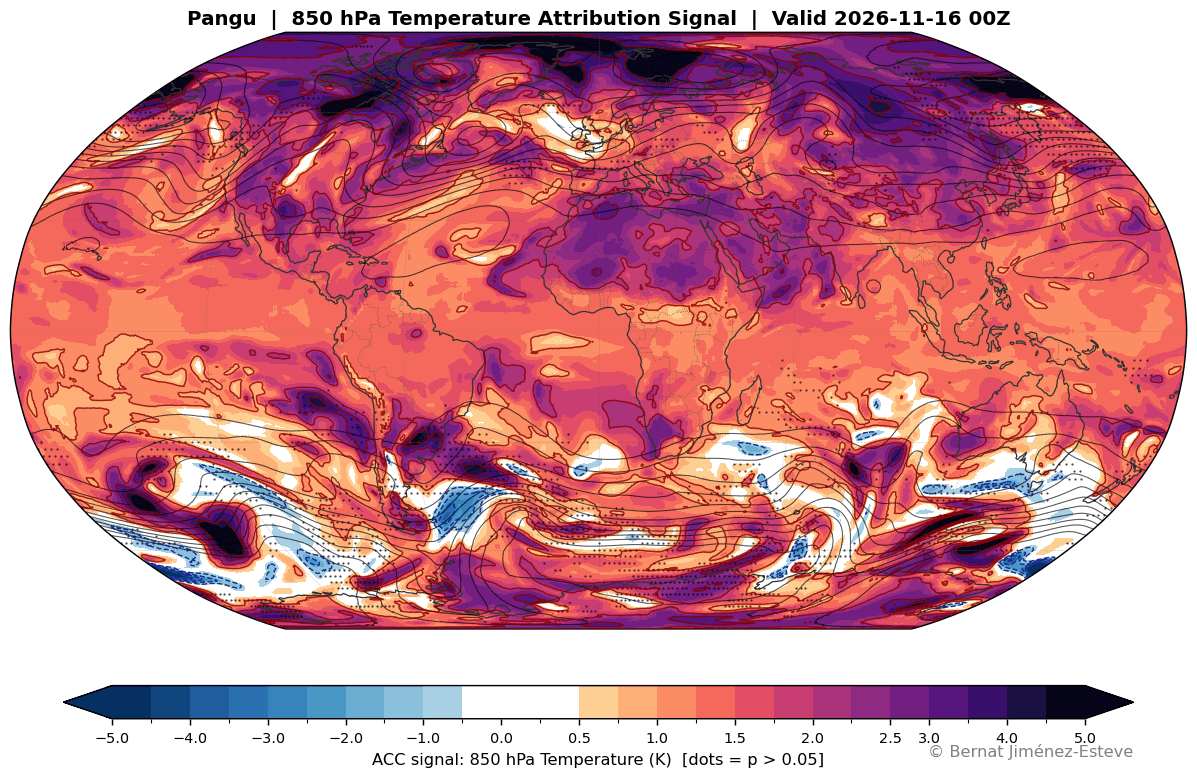 Pangu | 850 hPa Temperature Attribution Signal | Valid 2026-11-16 00Z
−5.0 −4.0 −3.0 −2.0 −1.0 0.0 0.5 1.0 1.5 2.0 2.5 3.0 4.0 5.0
ACC signal: 850 hPa Temperature (K) [dots = p > 0.05]
© Bernat Jiménez-Esteve